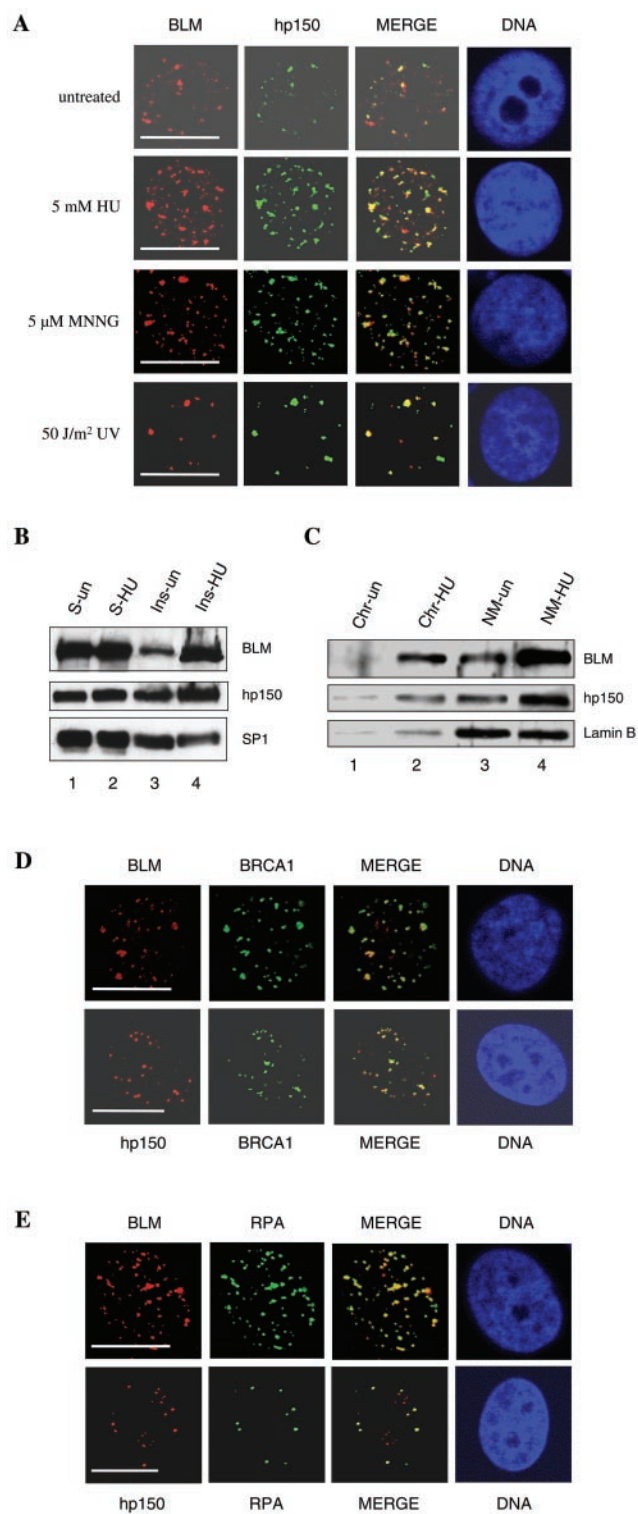 A
BLM hp150 MERGE DNA
untreated
5 mM HU
5 µM MNNG
50 J/m² UV
B
S-un S-HU Ins-un Ins-HU
BLM
hp150
SP1
1 2 3 4
C
Chr-un Chr-HU NM-un NM-HU
BLM
hp150
Lamin B
1 2 3 4
D
BLM BRCA1 MERGE DNA
hp150 BRCA1 MERGE DNA
E
BLM RPA MERGE DNA
hp150 RPA MERGE DNA